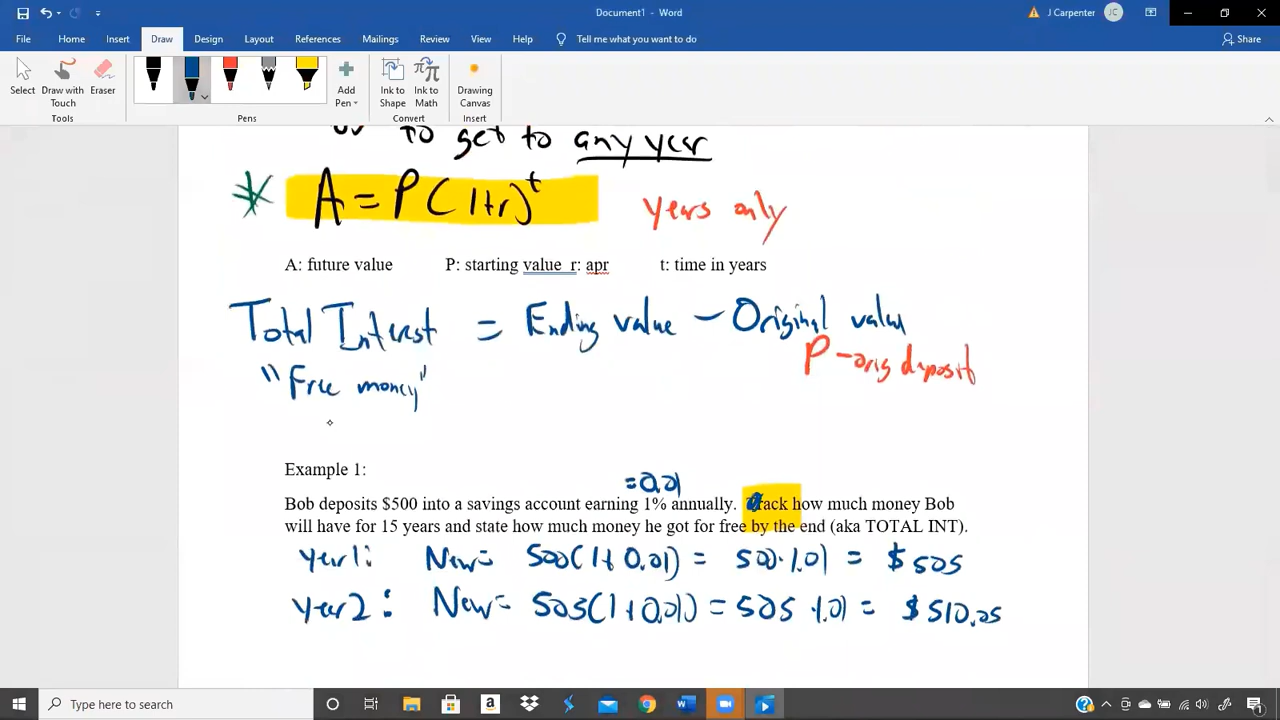 Document1 - Word
J Carpenter JC
File Home Insert Draw Design Layout References Mailings Review View Help Tell me what you want to do Share
Select Draw with Touch Eraser Add Pen Ink to Shape Ink to Math Drawing Canvas
Tools Pens Convert Insert
to get to any year
A = P(1+r)^t years only
A: future value P: starting value r: apr t: time in years
Total Interest = Ending value - Original value
P - orig deposit
"Free money"
Example 1:
=0.01
Bob deposits $500 into a savings account earning 1% annually. Track how much money Bob
will have for 15 years and state how much money he got for free by the end (aka TOTAL INT).
year1: New= 500(1+0.01) = 500·1.01 = $505
year2: New= 505(1+0.01) = 505·1.01 = $510.05
Type here to search